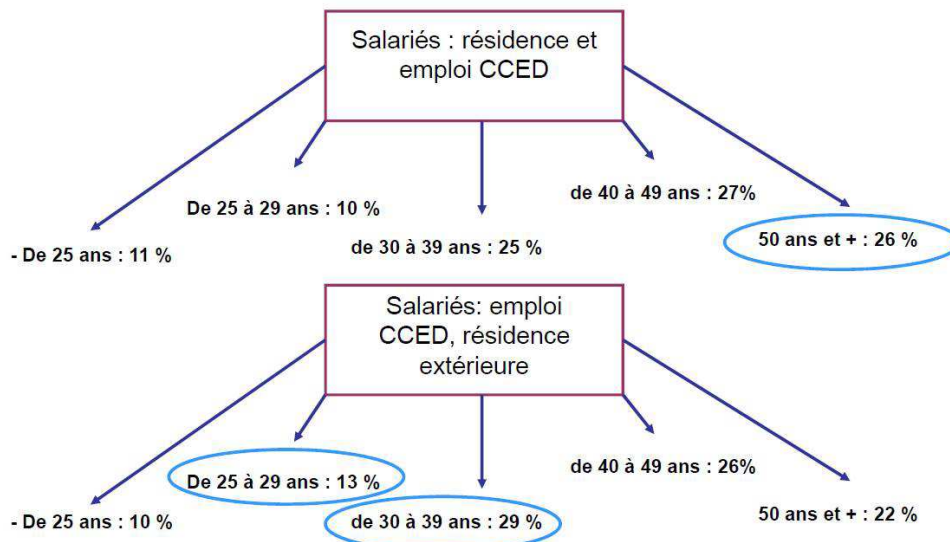 Salariés : résidence et
emploi CCED
- De 25 ans : 11 %
De 25 à 29 ans : 10 %
de 30 à 39 ans : 25 %
de 40 à 49 ans : 27%
50 ans et + : 26 %
Salariés: emploi
CCED, résidence
extérieure
- De 25 ans : 10 %
De 25 à 29 ans : 13 %
de 30 à 39 ans : 29 %
de 40 à 49 ans : 26%
50 ans et + : 22 %